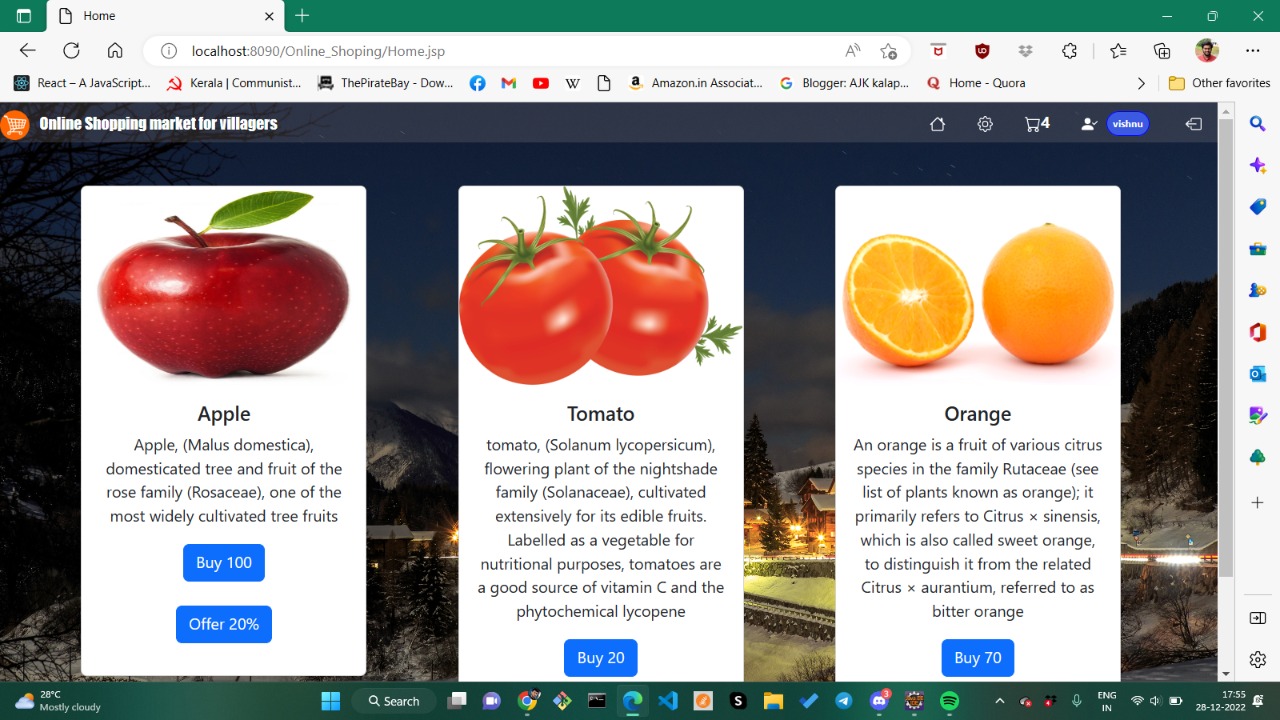 Home
localhost:8090/Online_Shoping/Home.jsp
React – A JavaScript...
Kerala | Communist...
ThePirateBay - Dow...
Amazon.in Associat...
Blogger: AJK kalap...
Home - Quora
Other favorites
Online Shopping market for villagers
4
vishnu
Apple
Apple, (Malus domestica),
domesticated tree and fruit of the
rose family (Rosaceae), one of the
most widely cultivated tree fruits
Buy 100
Offer 20%
Tomato
tomato, (Solanum lycopersicum),
flowering plant of the nightshade
family (Solanaceae), cultivated
extensively for its edible fruits.
Labelled as a vegetable for
nutritional purposes, tomatoes are
a good source of vitamin C and the
phytochemical lycopene
Buy 20
Orange
An orange is a fruit of various citrus
species in the family Rutaceae (see
list of plants known as orange); it
primarily refers to Citrus × sinensis,
which is also called sweet orange,
to distinguish it from the related
Citrus × aurantium, referred to as
bitter orange
Buy 70
28°C
Mostly cloudy
Search
3
ENG
IN
17:55
28-12-2022